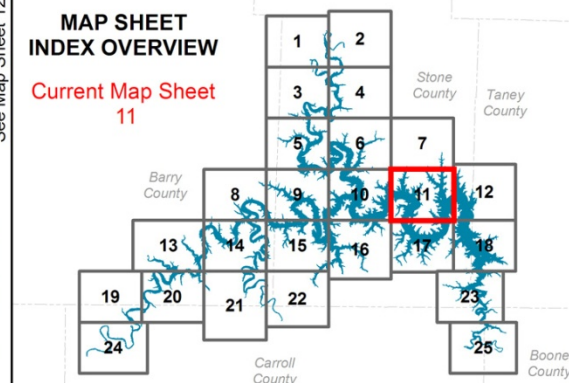 See Map Sheet 12
MAP SHEET
INDEX OVERVIEW
Current Map Sheet
11
1 2
Stone
County
Taney
County
3 4
5 6 7
Barry
County
8 9 10 11 12
13 14 15 16 17 18
19 20 21 22 23
24 25
Carroll
County
Boone
County